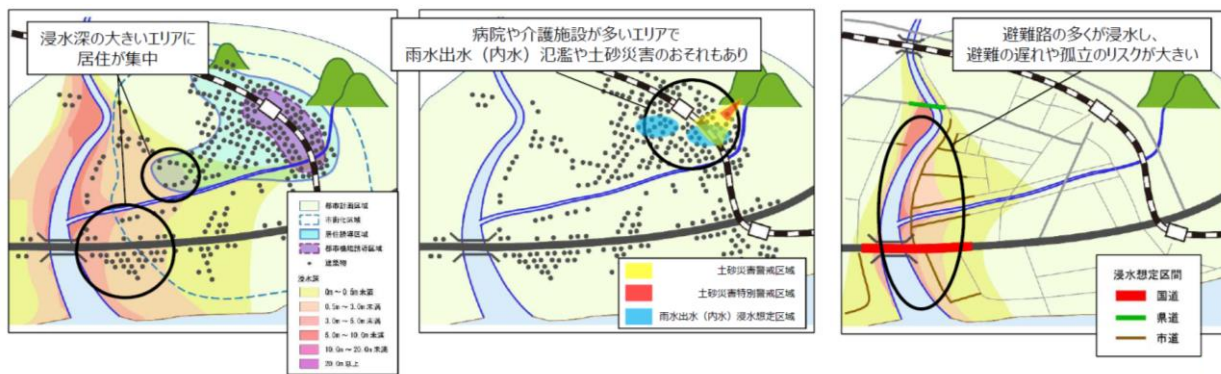 浸水深の大きいエリアに
居住が集中
都市計画区域
市街化区域
居住誘導区域
都市機能誘導区域
建築物
浸水深
0m～0.5m未満
0.5m～3.0m未満
3.0m～5.0m未満
5.0m～10.0m未満
10.0m～20.0m未満
20.0m以上
病院や介護施設が多いエリアで
雨水出水（内水）氾濫や土砂災害のおそれもあり
土砂災害警戒区域
土砂災害特別警戒区域
雨水出水（内水）浸水想定区域
避難路の多くが浸水し、
避難の遅れや孤立のリスクが大きい
浸水想定区間
国道
県道
市道